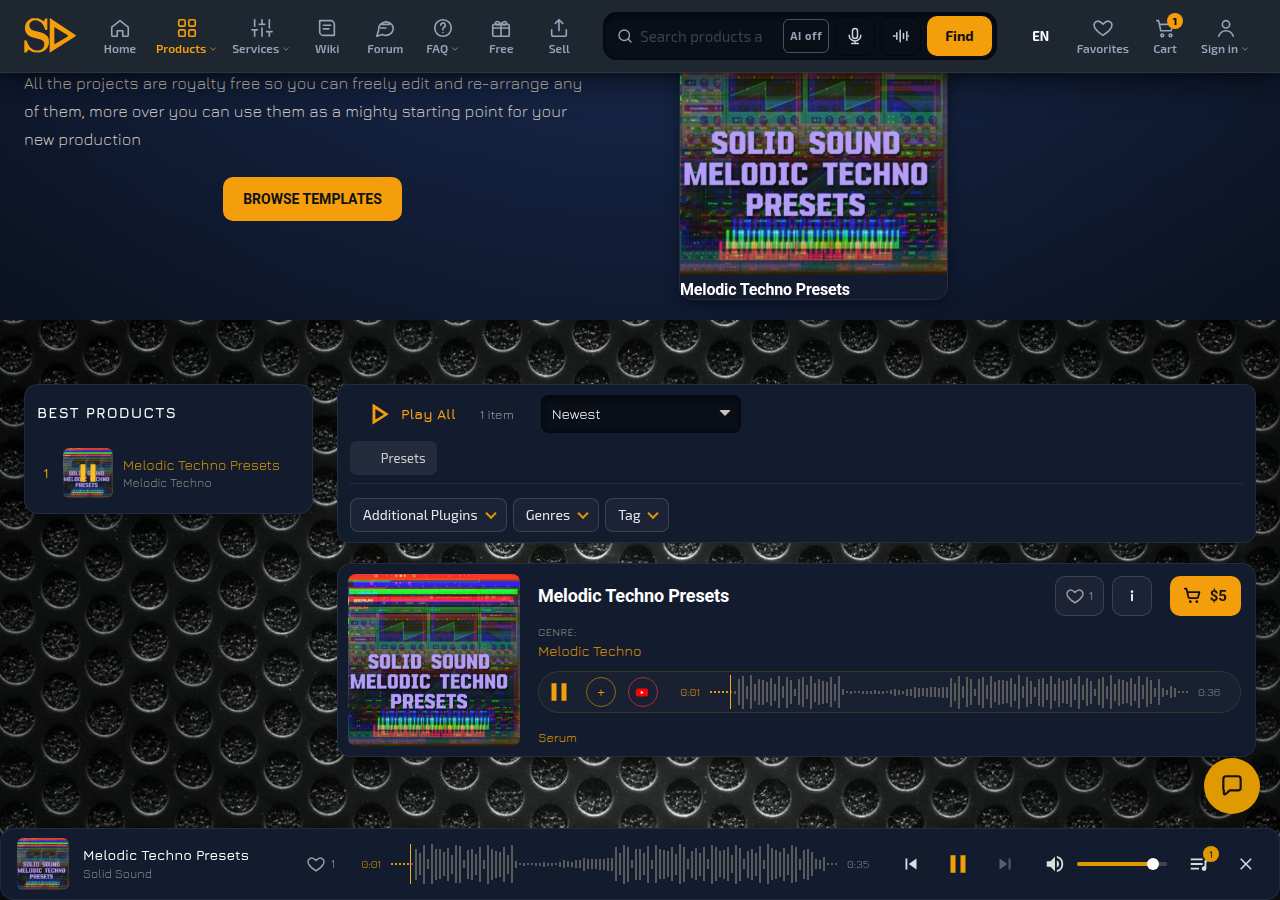 SD
Home
Products
Services
Wiki
Forum
FAQ
Free
Sell
Search products a
AI off
Find
EN
Favorites
1
Cart
Sign in
All the projects are royalty free so you can freely edit and re-arrange any
of them, more over you can use them as a mighty starting point for your
new production
BROWSE TEMPLATES
SOLID SOUND
MELODIC TECHNO
PRESETS
Melodic Techno Presets
BEST PRODUCTS
1
Melodic Techno Presets
Melodic Techno
Play All
1 item
Newest
Presets
Additional Plugins
Genres
Tag
SOLID SOUND
MELODIC TECHNO
PRESETS
Melodic Techno Presets
1
i
$5
GENRE:
Melodic Techno
+
0:01
0:36
Serum
Melodic Techno Presets
Solid Sound
1
0:01
0:35
1